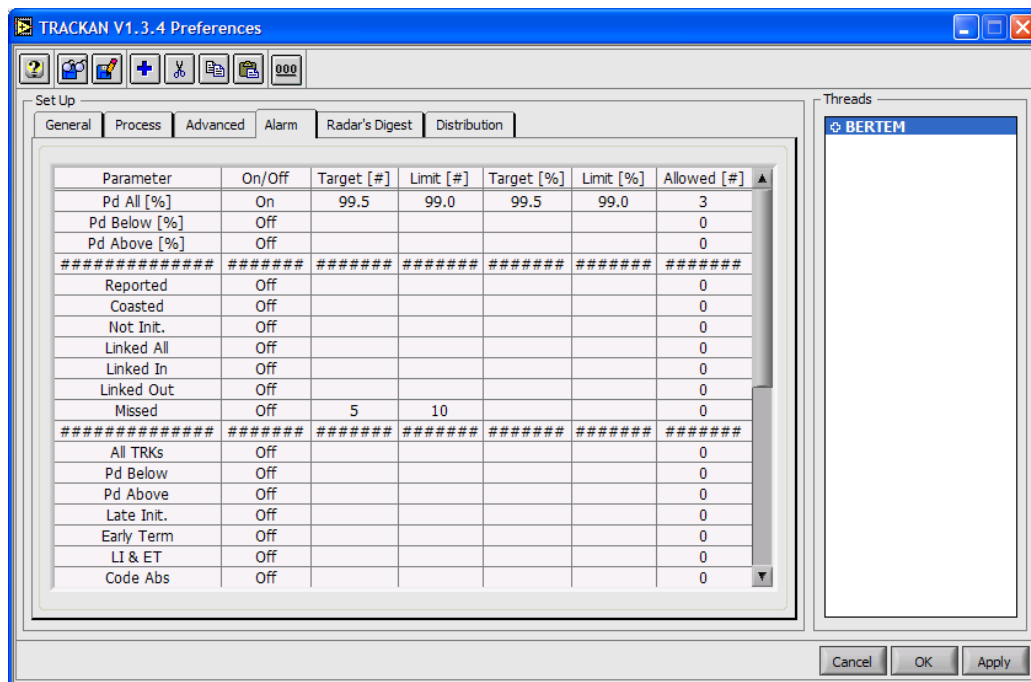 TRACKAN V1.3.4 Preferences
000
Set Up
Threads
General Process Advanced Alarm Radar's Digest Distribution
BERTEM
Parameter On/Off Target [#] Limit [#] Target [%] Limit [%] Allowed [#]
Pd All [%] On 99.5 99.0 99.5 99.0 3
Pd Below [%] Off 0
Pd Above [%] Off 0
############## ####### ####### ####### ####### ####### #######
Reported Off 0
Coasted Off 0
Not Init. Off 0
Linked All Off 0
Linked In Off 0
Linked Out Off 0
Missed Off 5 10 0
############## ####### ####### ####### ####### ####### #######
All TRKs Off 0
Pd Below Off 0
Pd Above Off 0
Late Init. Off 0
Early Term Off 0
LI & ET Off 0
Code Abs Off 0
Cancel OK Apply